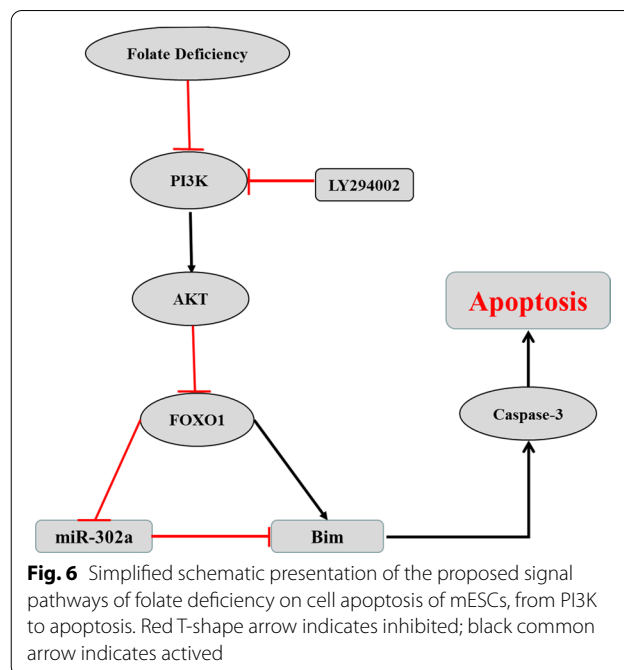 Folate Deficiency
PI3K
LY294002
AKT
Apoptosis
FOXO1
Caspase-3
miR-302a
Bim
Fig. 6 Simplified schematic presentation of the proposed signal
pathways of folate deficiency on cell apoptosis of mESCs, from PI3K
to apoptosis. Red T-shape arrow indicates inhibited; black common
arrow indicates actived